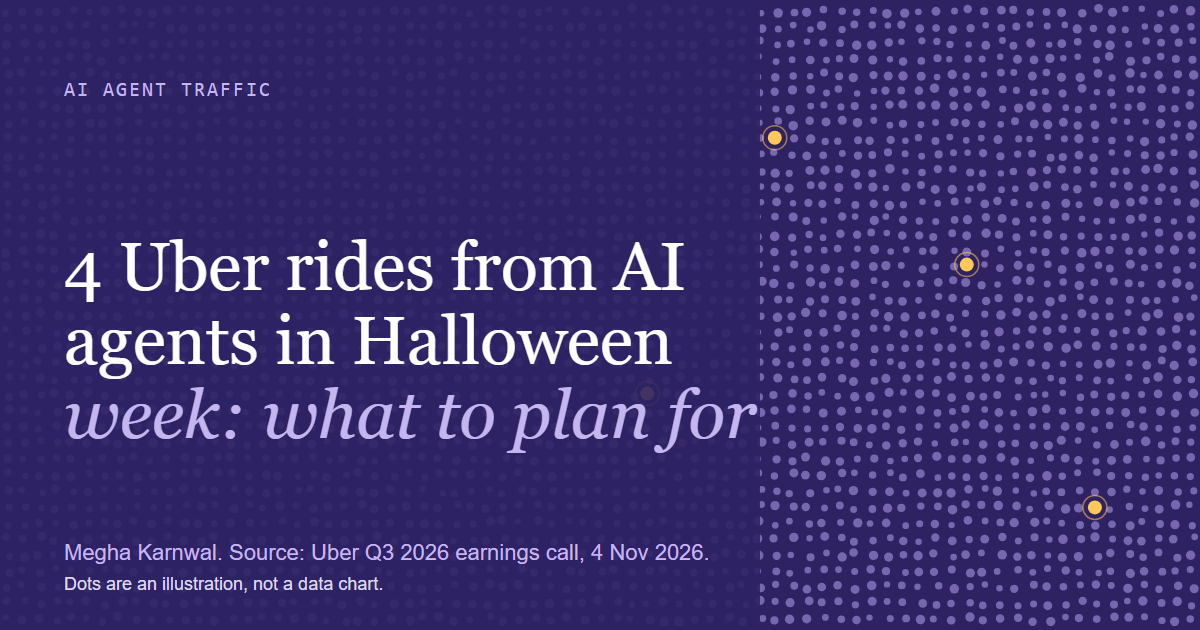 AI AGENT TRAFFIC
4 Uber rides from AI
agents in Halloween
week: what to plan for
Megha Karnwal. Source: Uber Q3 2026 earnings call, 4 Nov 2026.
Dots are an illustration, not a data chart.